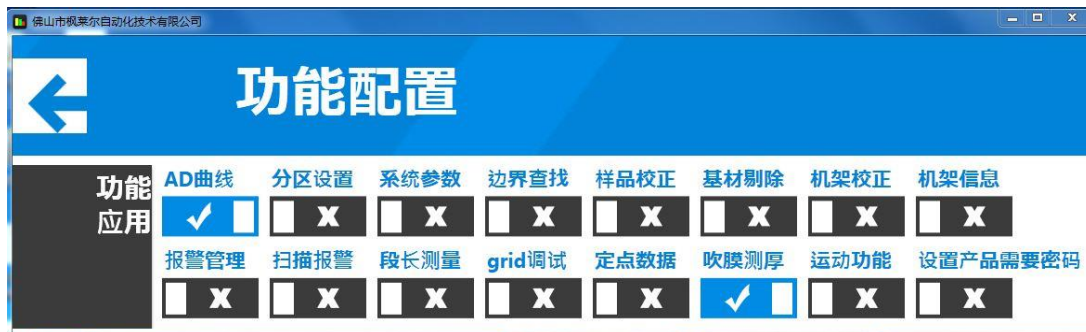 佛山市枫莱尔自动化技术有限公司
功能配置
功能
应用
AD曲线 分区设置 系统参数 边界查找 样品校正 基材剔除 机架校正 机架信息
报警管理 扫描报警 段长测量 grid调试 定点数据 吹膜测厚 运动功能 设置产品需要密码